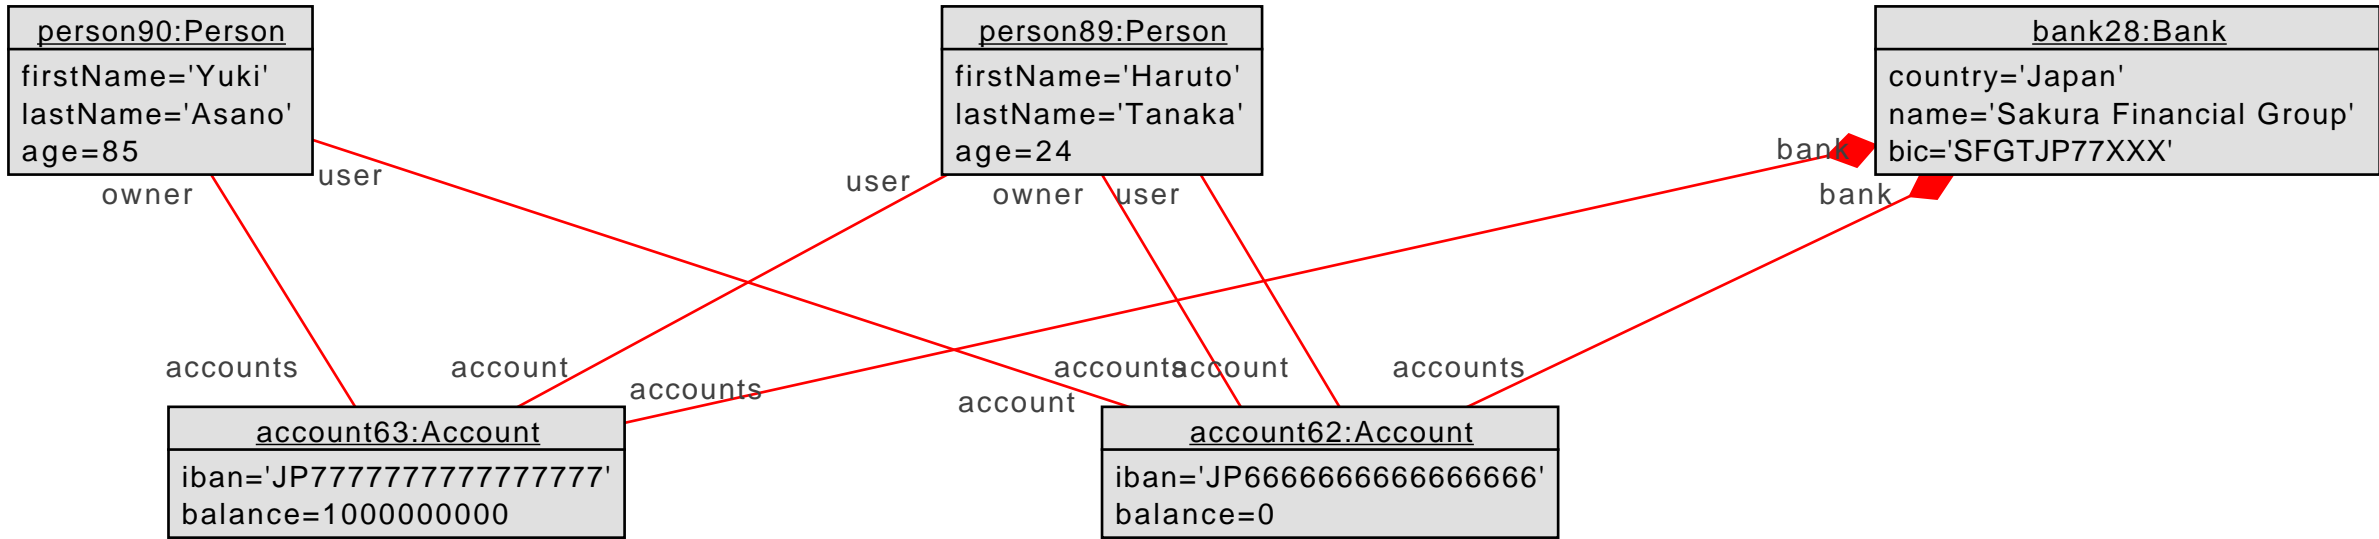 person90:Person
firstName='Yuki'
lastName='Asano'
age=85
person89:Person
firstName='Haruto'
lastName='Tanaka'
age=24
bank28:Bank
country='Japan'
name='Sakura Financial Group'
bic='SFGTJP77XXX'
owner
user
user
owner
user
bank
bank
accounts
account
accounts
account
accounts
account
accounts
account63:Account
iban='JP7777777777777777'
balance=1000000000
account62:Account
iban='JP6666666666666666'
balance=0